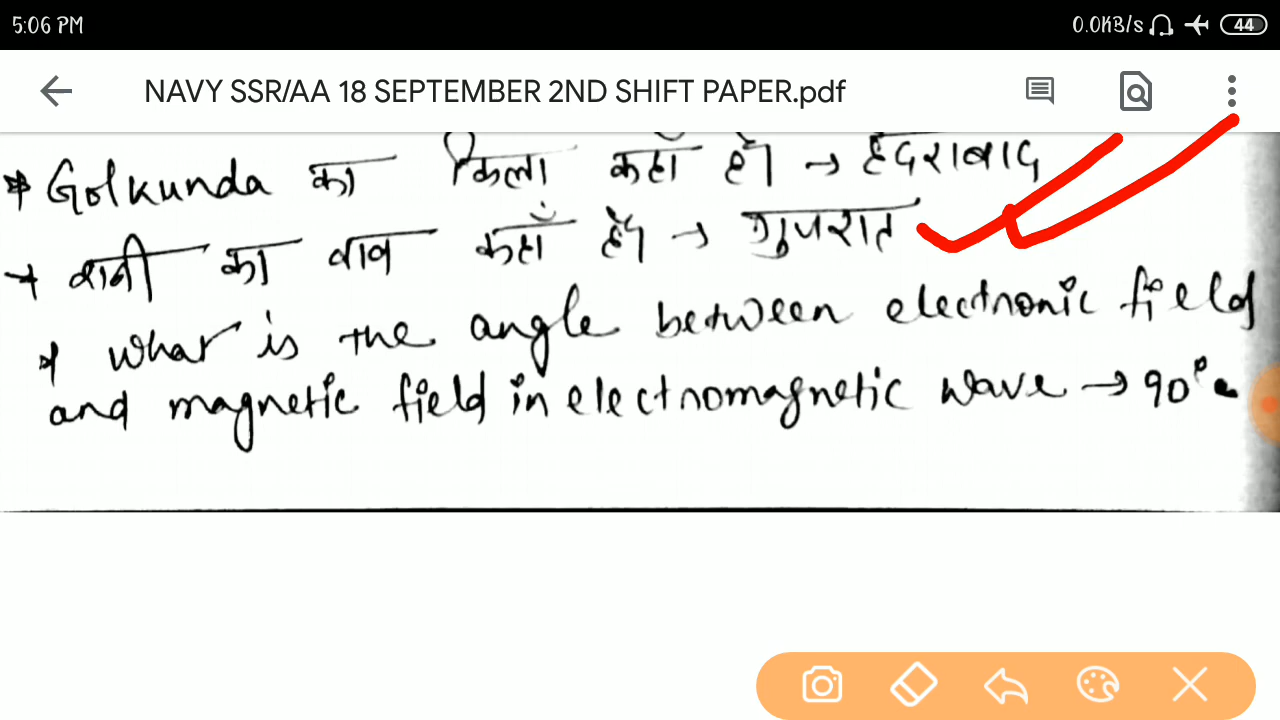 5:06 PM 0.0KB/s 44
NAVY SSR/AA 18 SEPTEMBER 2ND SHIFT PAPER.pdf
* Golkunda का किला कहाँ हैं। → हैदराबाद
→ रानी का वाव कहाँ हैं। → गुजरात
* What is the angle between electronic field
and magnetic field in electromagnetic wave → 90°